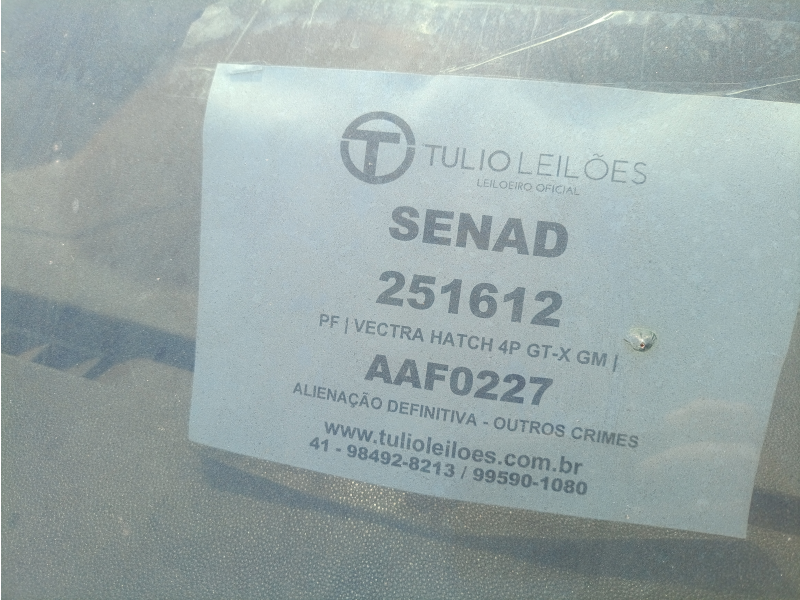 T TULIO LEILÕES
LEILOEIRO OFICIAL
SENAD
251612
PF | VECTRA HATCH 4P GT-X GM |
AAF0227
ALIENAÇÃO DEFINITIVA - OUTROS CRIMES
www.tulioleiloes.com.br
41 - 98492-8213 / 99590-1080